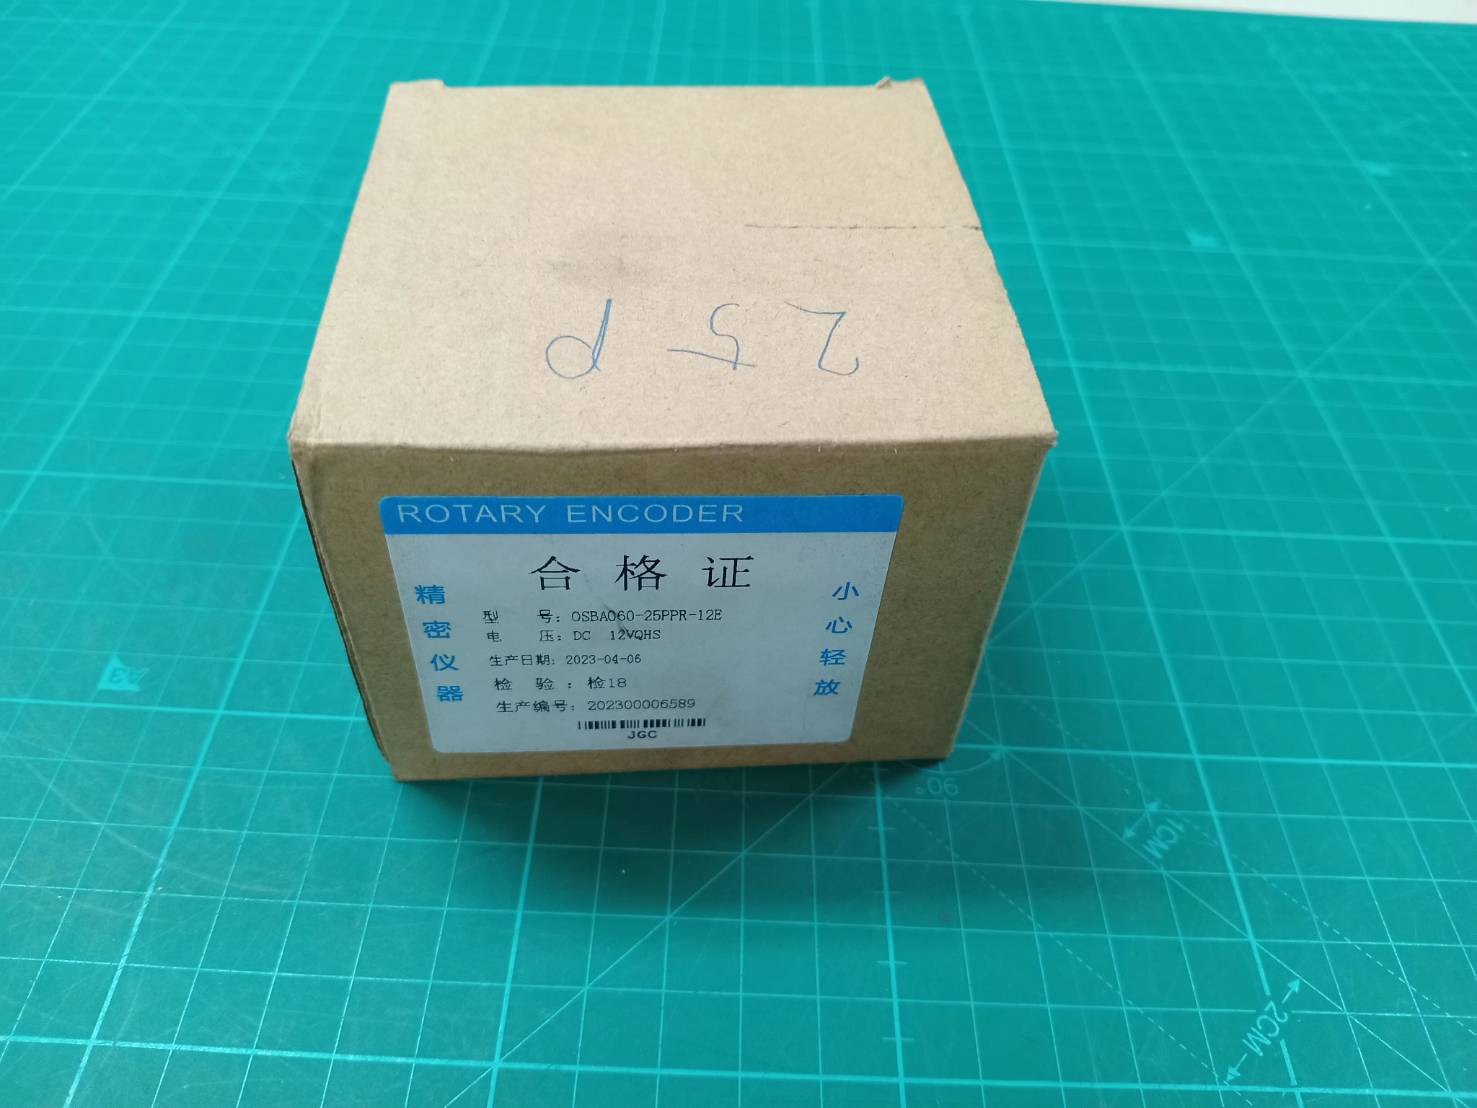 25P
ROTARY ENCODER
合格证
精密仪器
型 号: OSBA060-25PPR-12E
电 压: DC 12VQHS
生产日期: 2023-04-06
检 验 : 检18
生产编号: 202300006589
JGC
小心轻放
90°
1CM
2CM